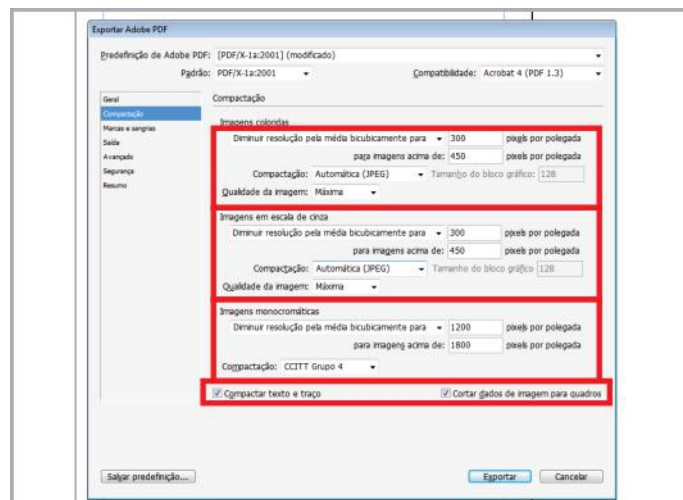 Exportar Adobe PDF
Predefinição de Adobe PDF: [PDF/X-1a:2001] (modificado)
Padrão: PDF/X-1a:2001 Compatibilidade: Acrobat 4 (PDF 1.3)
Geral
Compactação
Marcas e sangrias
Saída
Avançado
Segurança
Resumo
Compactação
Imagens coloridas
Diminuir resolução pela média bicubicamente para 300 pixels por polegada
para imagens acima de: 450 pixels por polegada
Compactação: Automática (JPEG) Tamanho do bloco gráfico: 128
Qualidade da imagem: Máxima
Imagens em escala de cinza
Diminuir resolução pela média bicubicamente para 300 pixels por polegada
para imagens acima de: 450 pixels por polegada
Compactação: Automática (JPEG) Tamanho do bloco gráfico 128
Qualidade da imagem: Máxima
Imagens monocromáticas
Diminuir resolução pela média bicubicamente para 1200 pixels por polegada
para imagens acima de: 1800 pixels por polegada
Compactação: CCITT Grupo 4
Compactar texto e traço Cortar dados de imagem para quadros
Salvar predefinição... Exportar Cancelar